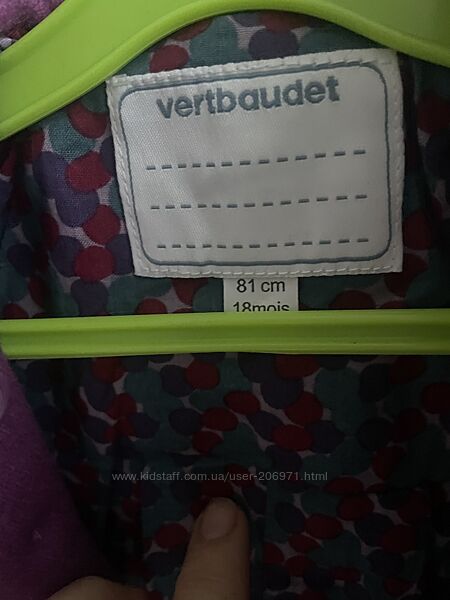 vertbaudet
81 cm
18mois
www.kidstaff.com.ua/user-206971.html